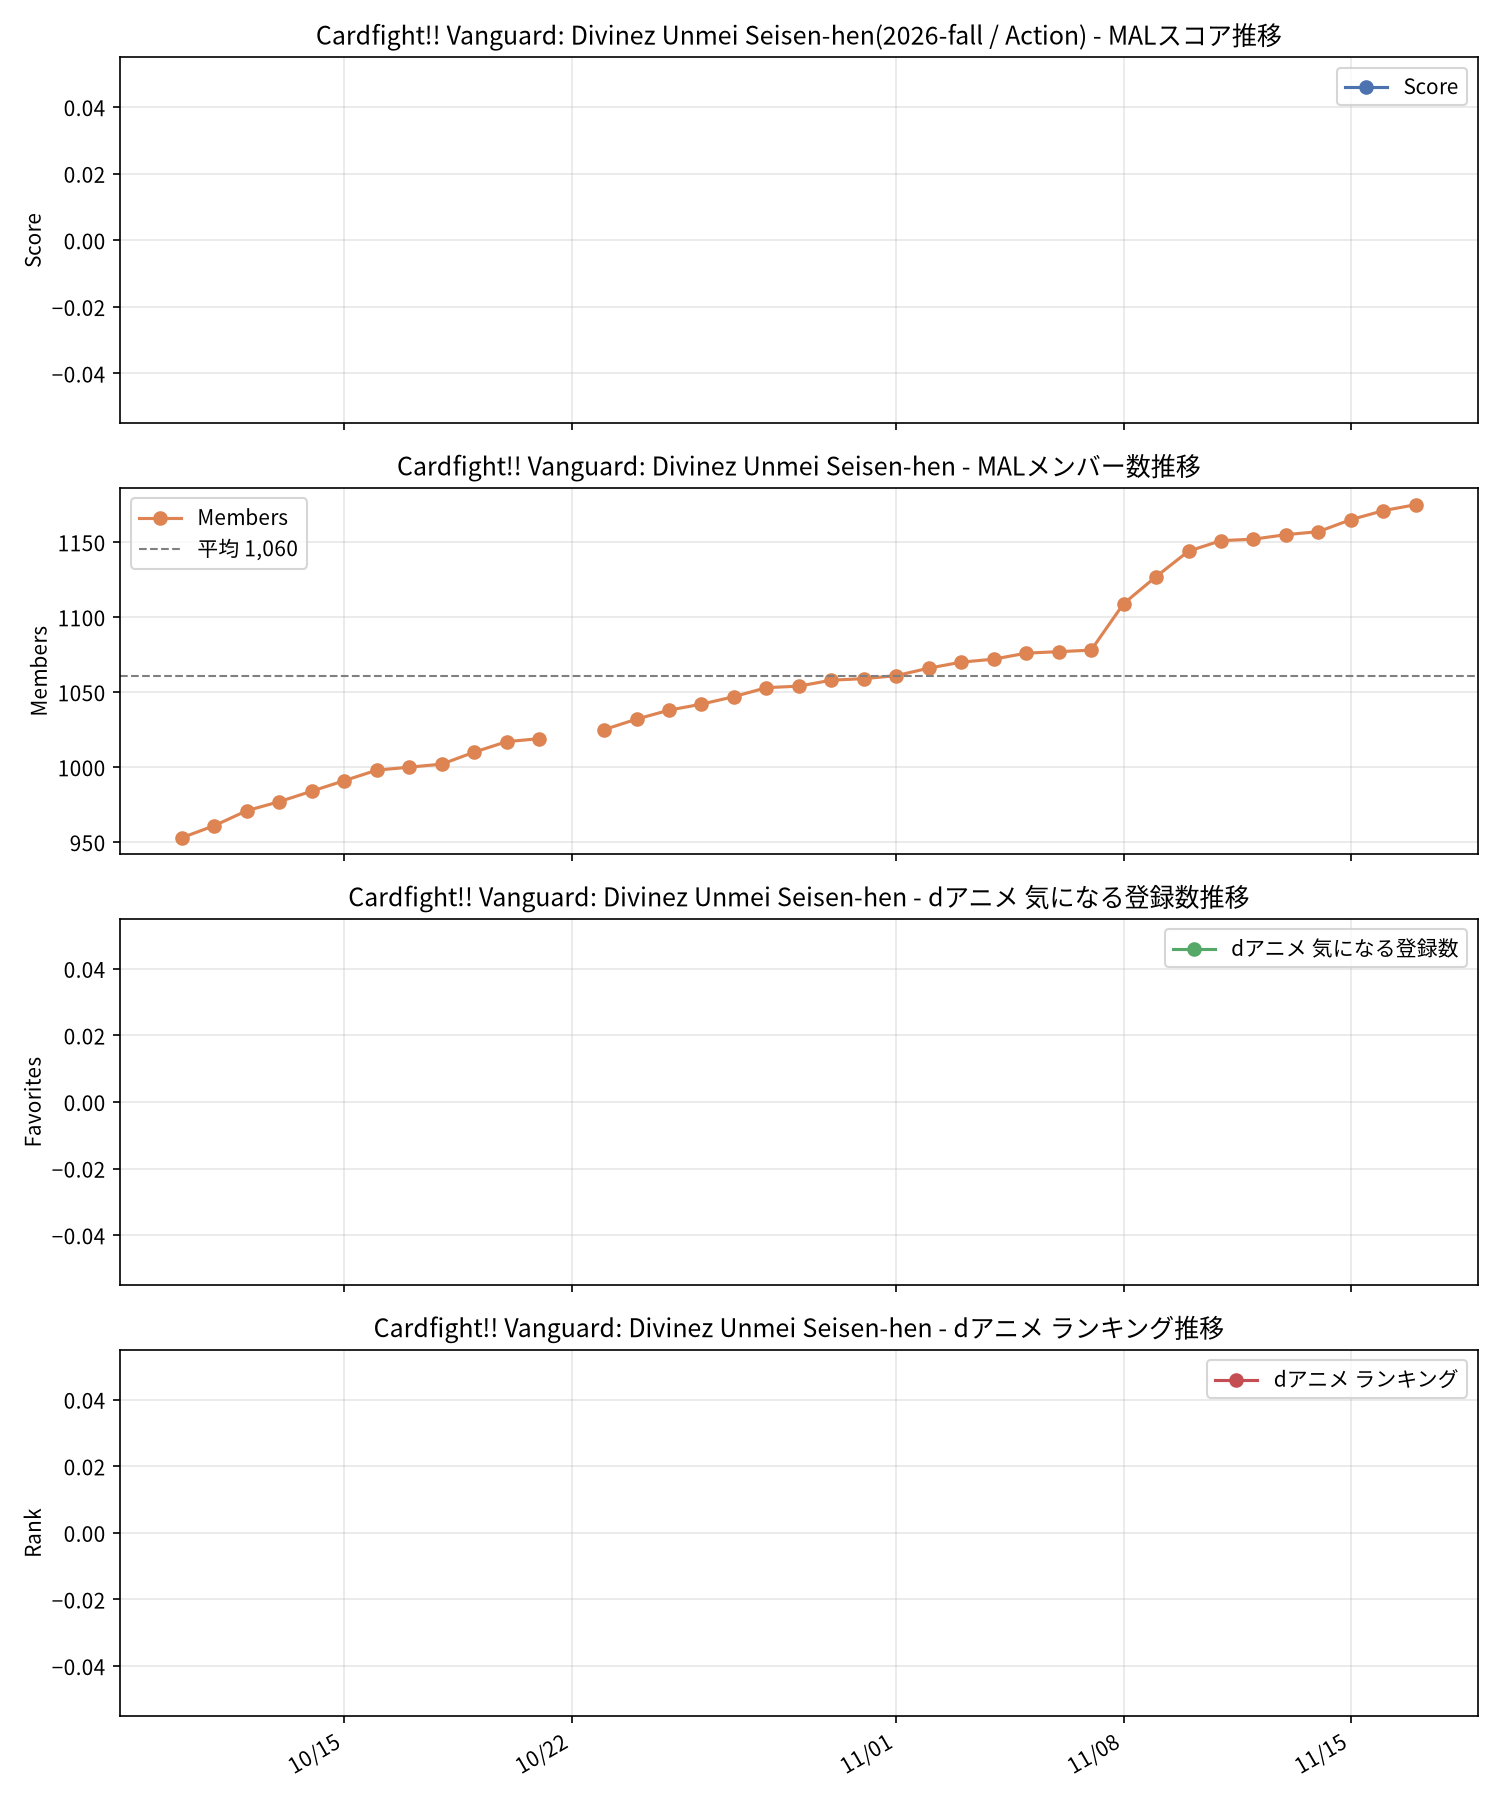 Cardfight!! Vanguard: Divinez Unmei Seisen-hen(2026-fall / Action) - MALスコア推移
Score
0.04
0.02
0.00
−0.02
−0.04
Score
Cardfight!! Vanguard: Divinez Unmei Seisen-hen - MALメンバー数推移
Members
平均 1,060
1150
1100
1050
1000
950
Members
Cardfight!! Vanguard: Divinez Unmei Seisen-hen - dアニメ 気になる登録数推移
dアニメ 気になる登録数
0.04
0.02
0.00
−0.02
−0.04
Favorites
Cardfight!! Vanguard: Divinez Unmei Seisen-hen - dアニメ ランキング推移
dアニメ ランキング
0.04
0.02
0.00
−0.02
−0.04
Rank
10/15
10/22
11/01
11/08
11/15